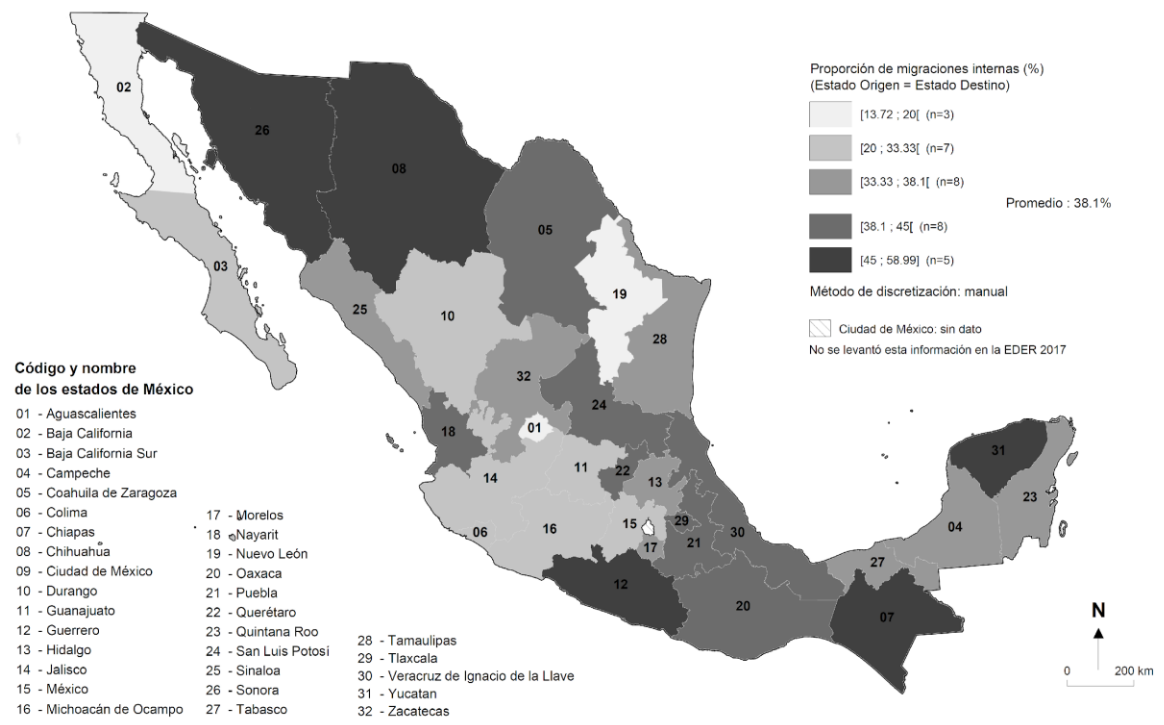 Proporción de migraciones internas (%)
(Estado Origen = Estado Destino)
[13.72 ; 20[ (n=3)
[20 ; 33.33[ (n=7)
[33.33 ; 38.1[ (n=8)
Promedio : 38.1%
[38.1 ; 45[ (n=8)
[45 ; 58.99] (n=5)
Método de discretización: manual
Ciudad de México: sin dato
No se levantó esta información en la EDER 2017
02
26
08
05
03
19
25
10
28
32
24
01
18
31
14
11
22
13
23
06
16
15
29
04
17
21
30
27
12
20
07
Código y nombre
de los estados de México
01 - Aguascalientes
02 - Baja California
03 - Baja California Sur
04 - Campeche
05 - Coahuila de Zaragoza
06 - Colima
07 - Chiapas
08 - Chihuahua
09 - Ciudad de México
10 - Durango
11 - Guanajuato
12 - Guerrero
13 - Hidalgo
14 - Jalisco
15 - México
16 - Michoacán de Ocampo
17 - Morelos
18 - Nayarit
19 - Nuevo León
20 - Oaxaca
21 - Puebla
22 - Querétaro
23 - Quintana Roo
24 - San Luis Potosí
25 - Sinaloa
26 - Sonora
27 - Tabasco
28 - Tamaulipas
29 - Tlaxcala
30 - Veracruz de Ignacio de la Llave
31 - Yucatan
32 - Zacatecas
N
0 200 km